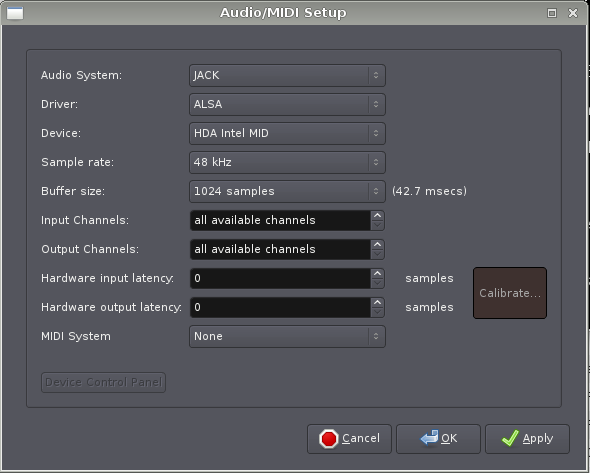 Audio/MIDI Setup
Audio System: JACK
Driver: ALSA
Device: HDA Intel MID
Sample rate: 48 kHz
Buffer size: 1024 samples (42.7 msecs)
Input Channels: all available channels
Output Channels: all available channels
Hardware input latency: 0 samples
Calibrate...
Hardware output latency: 0 samples
MIDI System None
Device Control Panel
Cancel OK Apply